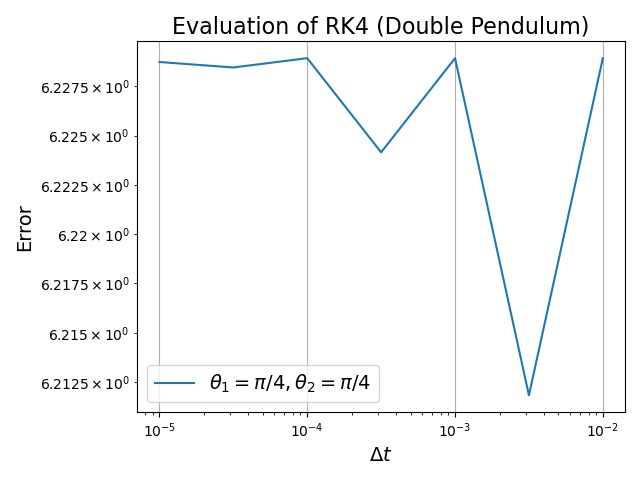 Evaluation of RK4 (Double Pendulum)
6.2275 × 10⁰
6.225 × 10⁰
6.2225 × 10⁰
6.22 × 10⁰
6.2175 × 10⁰
6.215 × 10⁰
6.2125 × 10⁰
Error
θ₁ = π/4, θ₂ = π/4
10⁻⁵ 10⁻⁴ 10⁻³ 10⁻²
Δt